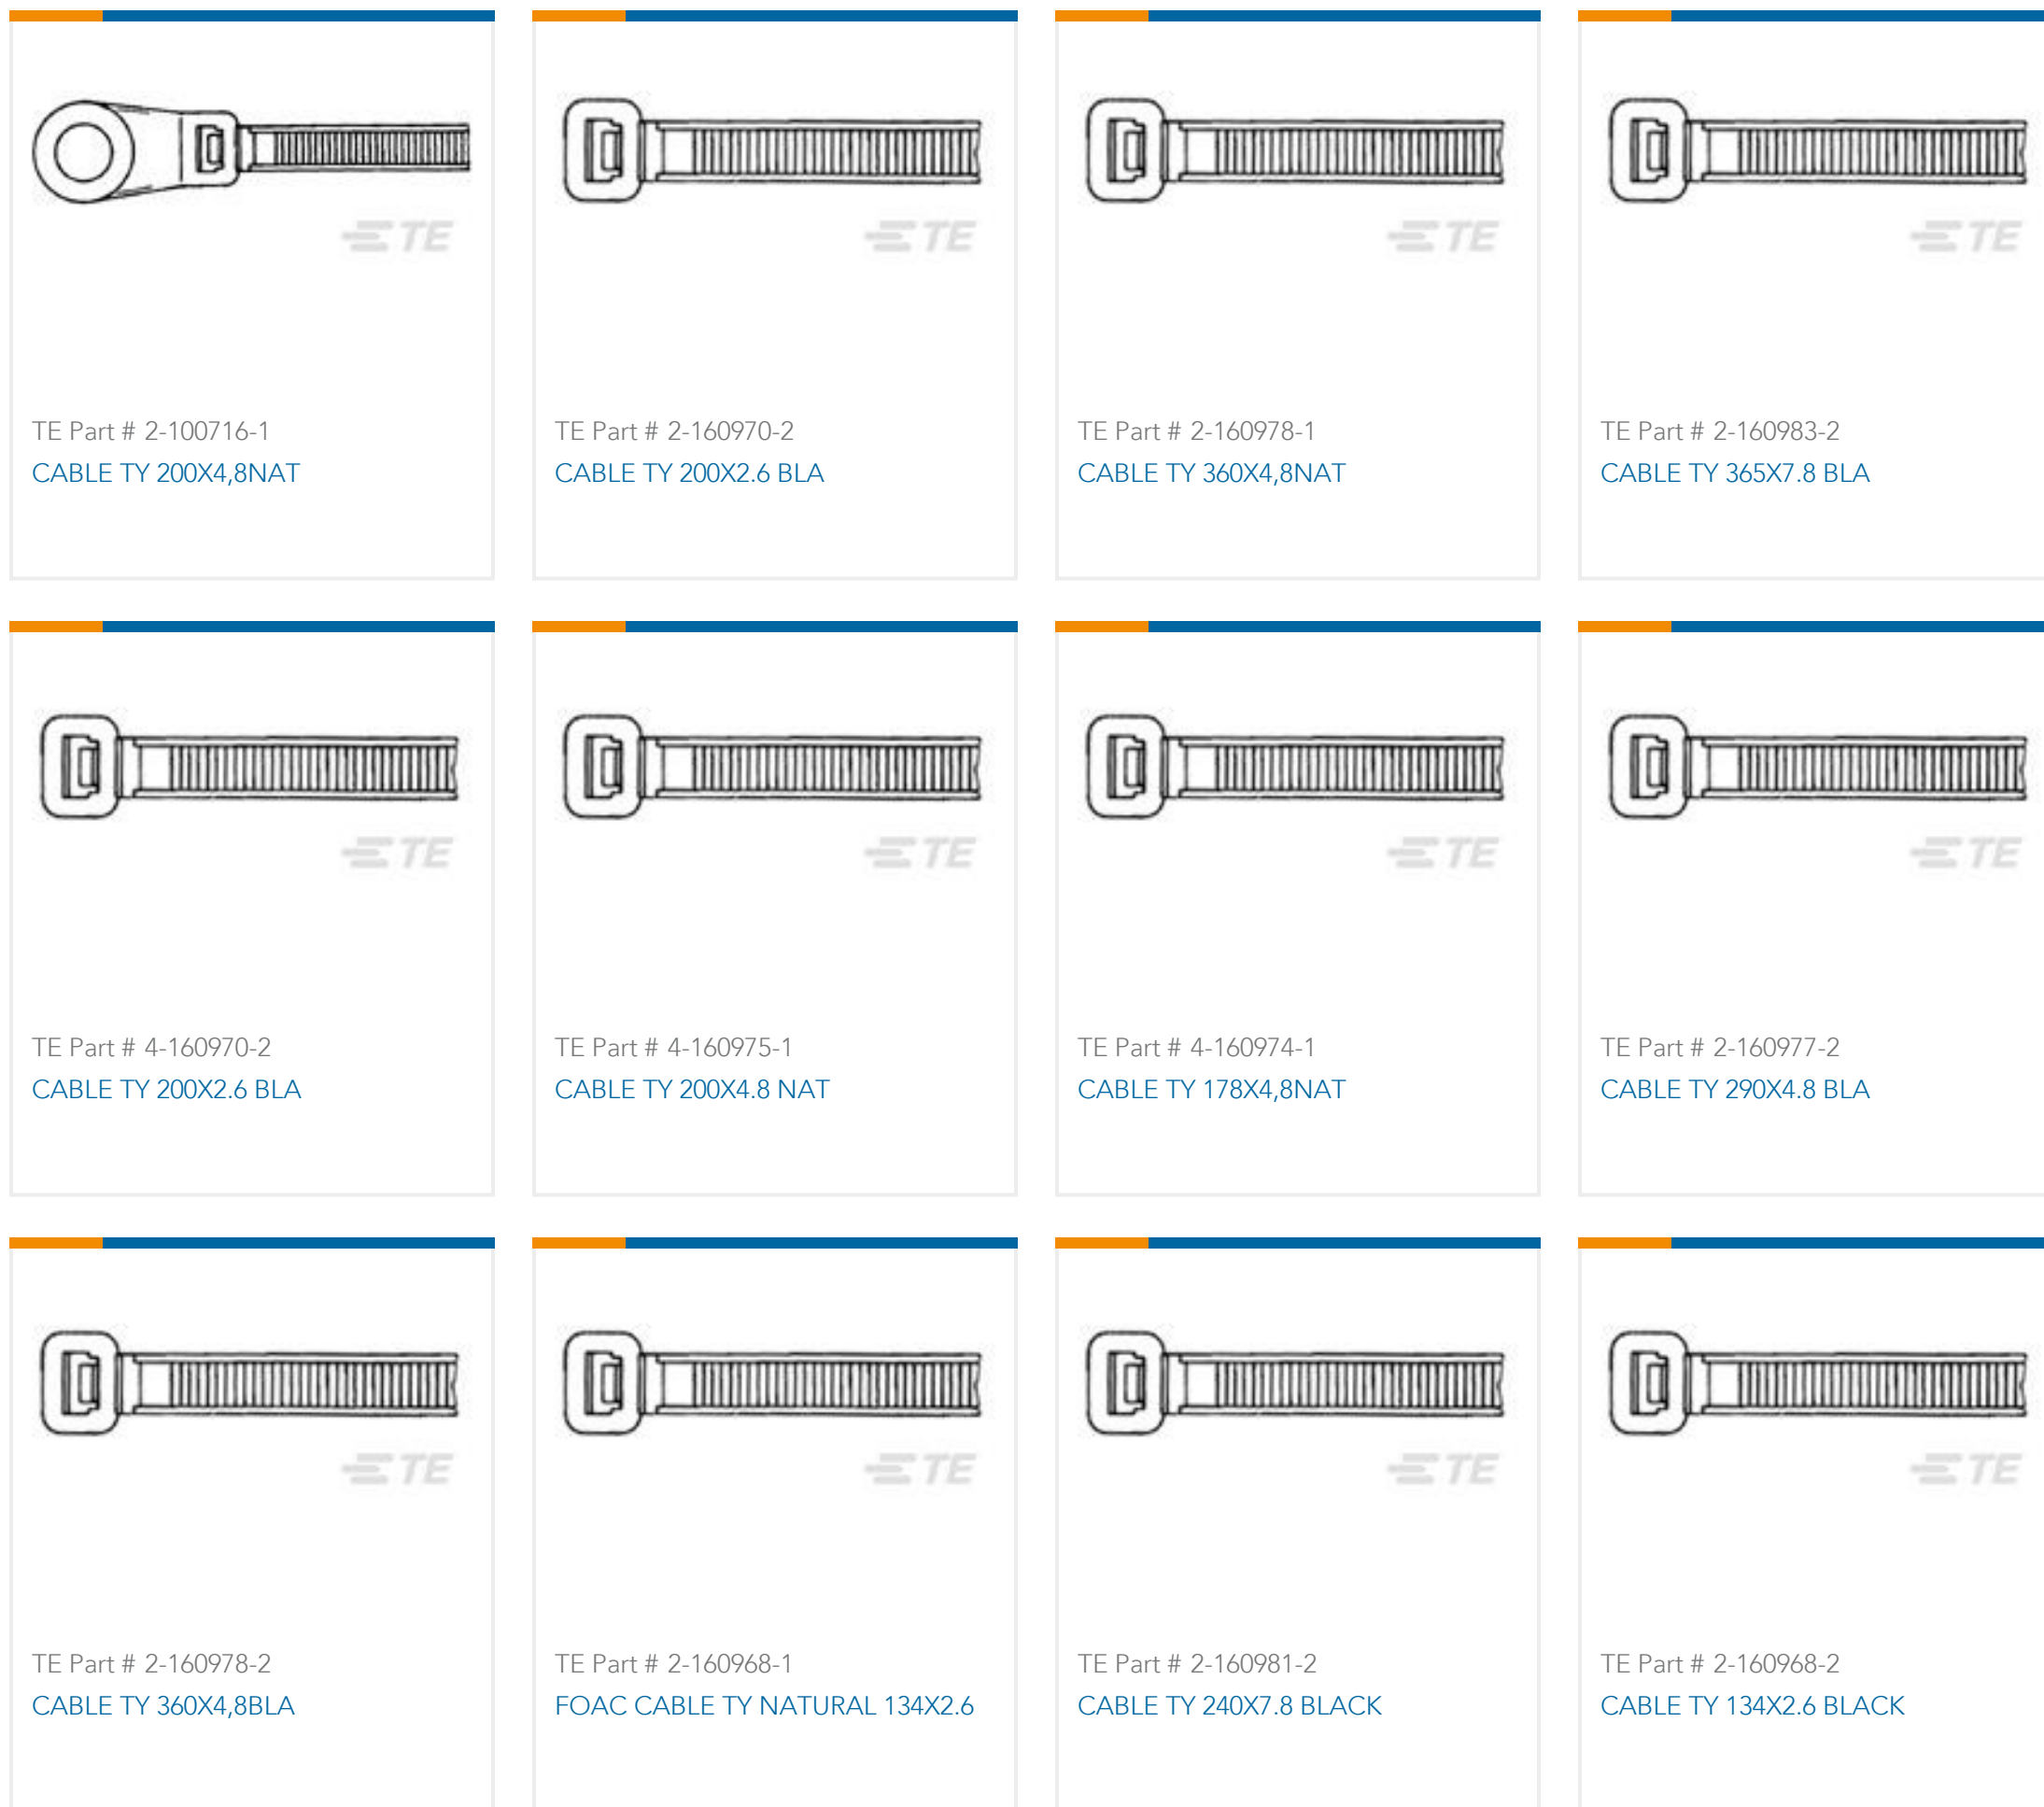 TE
TE
TE
TE
TE Part # 2-100716-1
CABLE TY 200X4,8NAT
TE Part # 2-160970-2
CABLE TY 200X2.6 BLA
TE Part # 2-160978-1
CABLE TY 360X4,8NAT
TE Part # 2-160983-2
CABLE TY 365X7.8 BLA
TE
TE
TE
TE
TE Part # 4-160970-2
CABLE TY 200X2.6 BLA
TE Part # 4-160975-1
CABLE TY 200X4.8 NAT
TE Part # 4-160974-1
CABLE TY 178X4,8NAT
TE Part # 2-160977-2
CABLE TY 290X4.8 BLA
TE
TE
TE
TE
TE Part # 2-160978-2
CABLE TY 360X4,8BLA
TE Part # 2-160968-1
FOAC CABLE TY NATURAL 134X2.6
TE Part # 2-160981-2
CABLE TY 240X7.8 BLACK
TE Part # 2-160968-2
CABLE TY 134X2.6 BLACK